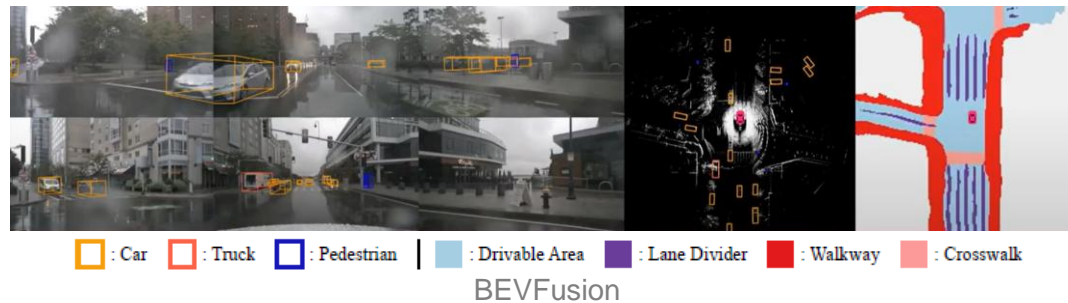 : Car : Truck : Pedestrian : Drivable Area : Lane Divider : Walkway : Crosswalk
BEVFusion